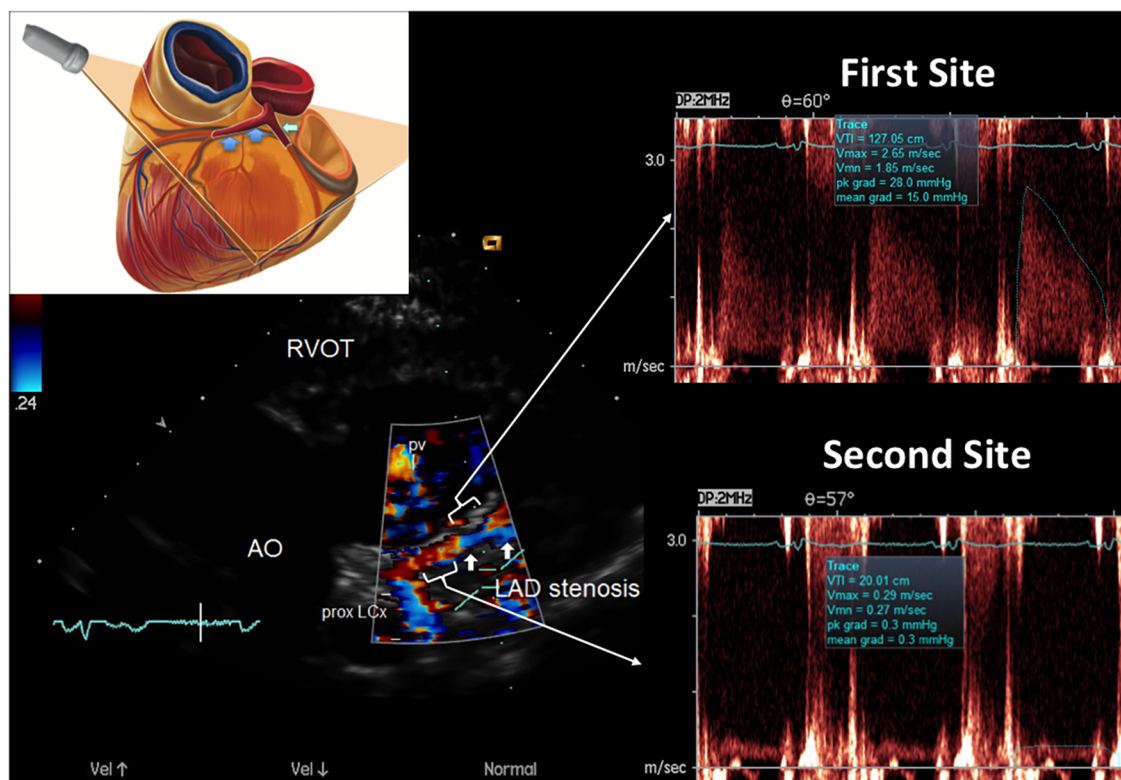 First Site
DP:2MHz θ=60°
Trace
VTI = 127.05 cm
Vmax = 2.65 m/sec
Vmn = 1.85 m/sec
pk grad = 28.0 mmHg
mean grad = 15.0 mmHg
3.0
m/sec
RVOT
.24
pv
AO
LAD stenosis
prox LCx
Second Site
DP:2MHz θ=57°
3.0
Trace
VTI = 20.01 cm
Vmax = 0.29 m/sec
Vmn = 0.27 m/sec
pk grad = 0.3 mmHg
mean grad = 0.3 mmHg
m/sec
Vel ↑ Vel ↓ Normal